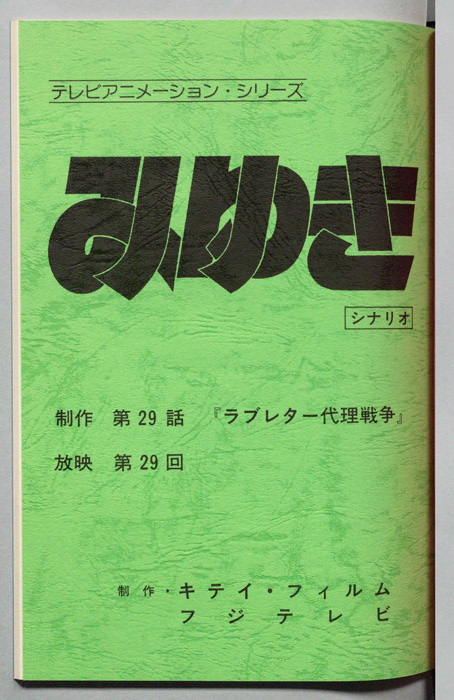 テレビアニメーション・シリーズ
みゆき
シナリオ
制作 第29話 『ラブレター代理戦争』
放映 第29回
制作・キテイ・フィルム
フジテレビ